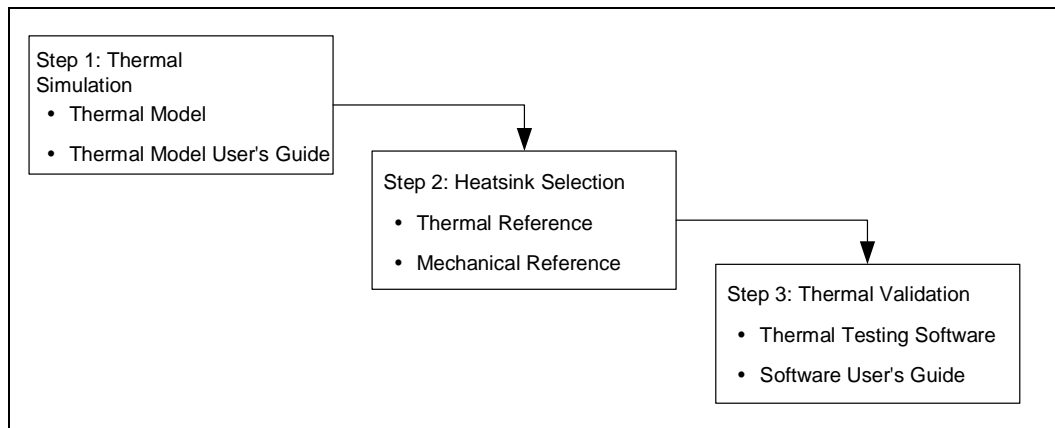 Step 1: Thermal
Simulation
• Thermal Model
• Thermal Model User's Guide
Step 2: Heatsink Selection
• Thermal Reference
• Mechanical Reference
Step 3: Thermal Validation
• Thermal Testing Software
• Software User's Guide